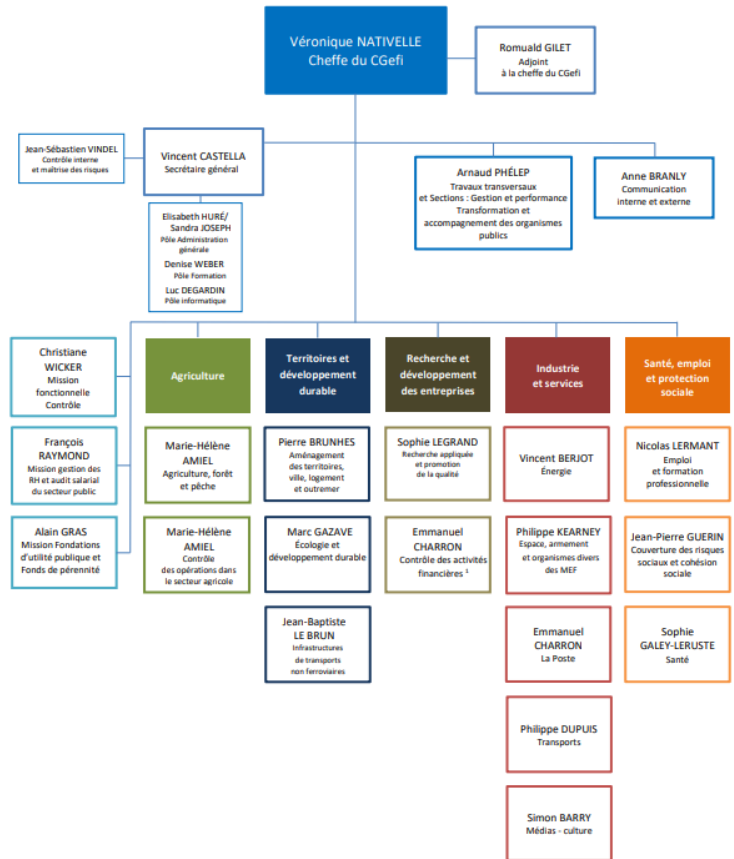 Véronique NATIVELLE
Cheffe du CGefi
Romuald GILET
Adjoint
à la cheffe du CGefi
Jean-Sébastien VINDEL
Contrôle interne
et maîtrise des risques
Vincent CASTELLA
Secrétaire général
Arnaud PHÉLEP
Travaux transversaux
et Sections : Gestion et performance
Transformation et
accompagnement des organismes
publics
Anne BRANLY
Communication
interne et externe
Elisabeth HURÉ/
Sandra JOSEPH
Pôle Administration
générale
Denise WEBER
Pôle Formation
Luc DEGARDIN
Pôle informatique
Christiane
WICKER
Mission
fonctionnelle
Contrôle
François
RAYMOND
Mission gestion des
RH et audit salarial
du secteur public
Alain GRAS
Mission Fondations
d'utilité publique et
Fonds de pérennité
Agriculture
Marie-Hélène
AMIEL
Agriculture, forêt
et pêche
Marie-Hélène
AMIEL
Contrôle
des opérations dans
le secteur agricole
Territoires et
développement
durable
Pierre BRUNHES
Aménagement
des territoires,
ville, logement
et outremer
Marc GAZAVE
Écologie et
développement durable
Jean-Baptiste
LE BRUN
Infrastructures
de transports
non ferroviaires
Recherche et
développement
des entreprises
Sophie LEGRAND
Recherche appliquée
et promotion
de la qualité
Emmanuel
CHARRON
Contrôle des activités
financières ¹
Industrie
et services
Vincent BERJOT
Énergie
Philippe KEARNEY
Espace, armement
et organismes divers
des MEF
Emmanuel
CHARRON
La Poste
Philippe DUPUIS
Transports
Simon BARRY
Médias - culture
Santé, emploi
et protection
sociale
Nicolas LERMANT
Emploi
et formation
professionnelle
Jean-Pierre GUERIN
Couverture des risques
sociaux et cohésion
sociale
Sophie
GALEY-LERUSTE
Santé